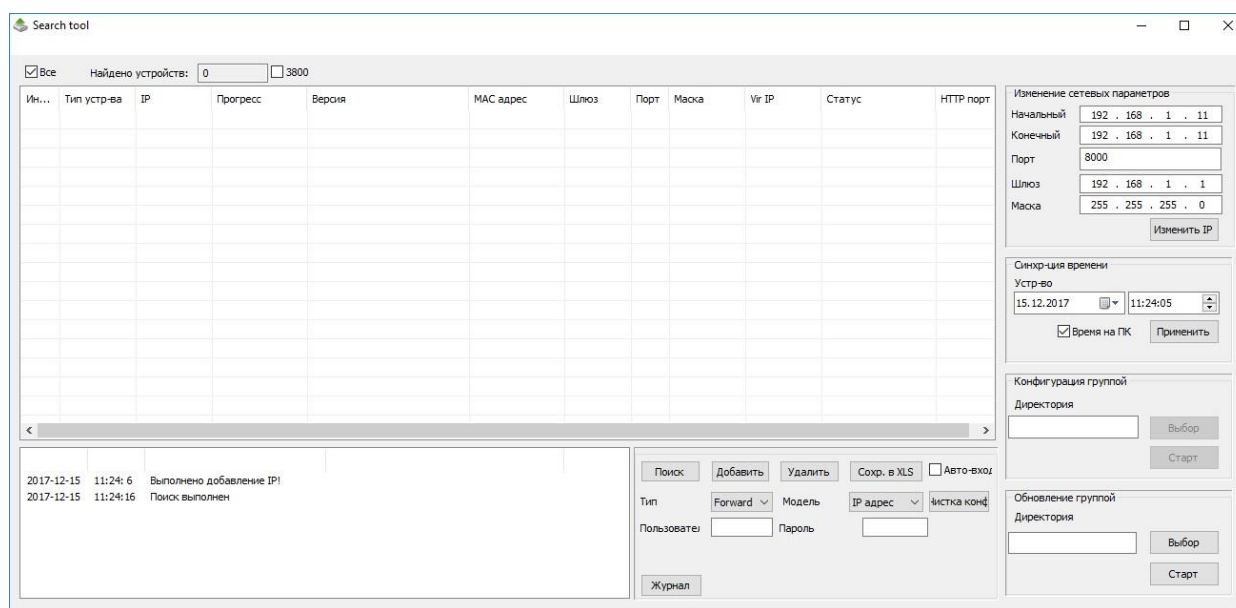 Search tool
Все Найдено устройств: 0 3800
Ин... Тип устр-ва IP Прогресс Версия MAC адрес Шлюз Порт Маска Vir IP Статус HTTP порт
Изменение сетевых параметров
Начальный 192 . 168 . 1 . 11
Конечный 192 . 168 . 1 . 11
Порт 8000
Шлюз 192 . 168 . 1 . 1
Маска 255 . 255 . 255 . 0
Изменить IP
Синхр-ция времени
Устр-во
15.12.2017 11:24:05
Время на ПК Применить
Конфигурация группой
Директория
Выбор
Старт
2017-12-15 11:24: 6 Выполнено добавление IP!
2017-12-15 11:24:16 Поиск выполнен
Поиск Добавить Удалить Сохр. в XLS Авто-вход
Тип Forward Модель IP адрес Чистка конф
Пользовател Пароль
Журнал
Обновление группой
Директория
Выбор
Старт